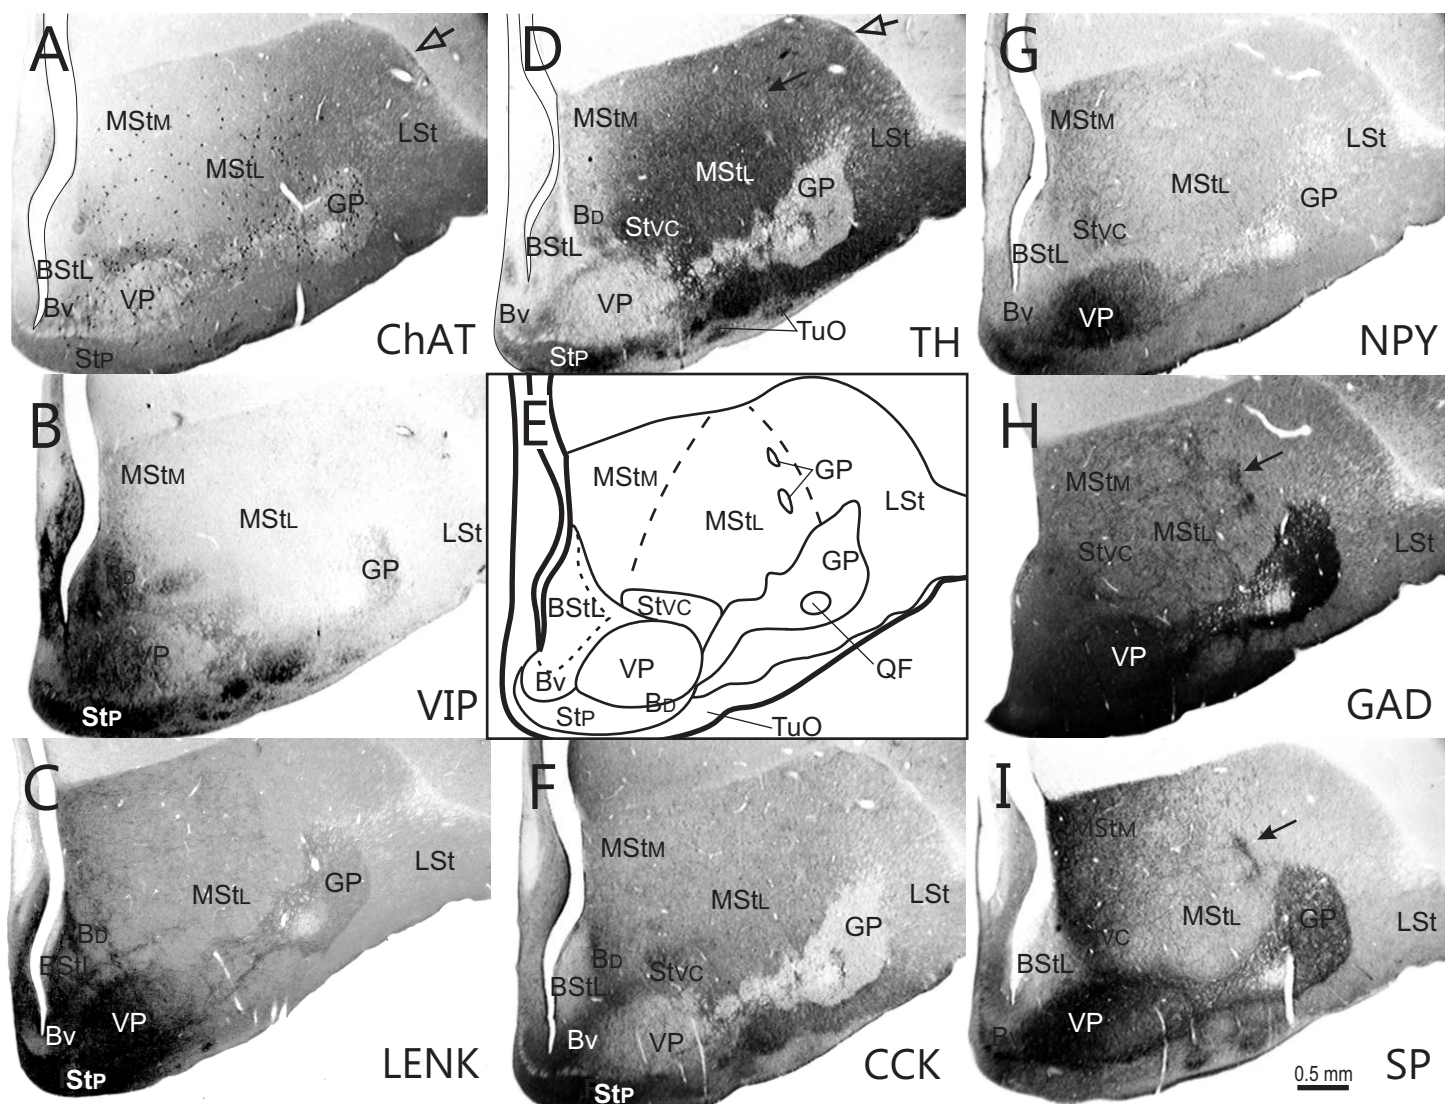 A
MStM
MStL
LSt
GP
BStL
VP
Bv
StP
ChAT
D
MStM
MStL
LSt
GP
BD
StVC
BStL
VP
Bv
TuO
StP
TH
G
MStM
LSt
MStL
GP
StVC
BStL
Bv
VP
NPY
B
MStM
MStL
LSt
GP
BD
VP
StP
VIP
E
MStM
GP
LSt
MStL
GP
BStL
StVC
VP
Bv
BD
QF
StP
TuO
H
MStM
MStL
StVC
LSt
VP
GAD
C
LSt
GP
MStL
BD
BStL
VP
Bv
StP
LENK
F
MStM
MStL
LSt
GP
BD
StVC
BStL
Bv
VP
StP
CCK
I
MStM
MStL
GP
LSt
StVC
BStL
VP
Bv
SP
0.5 mm